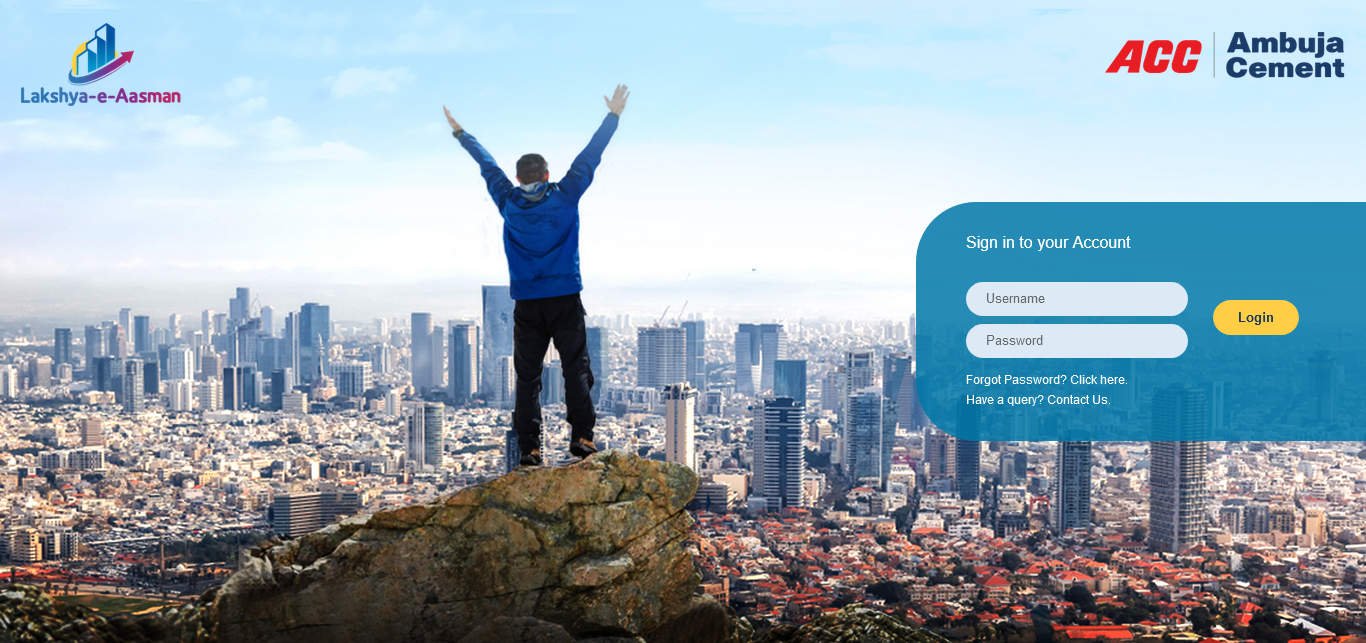 Lakshya-e-Aasman
ACC
Ambuja
Cement
Sign in to your Account
Username
Login
Password
Forgot Password? Click here.
Have a query? Contact Us.